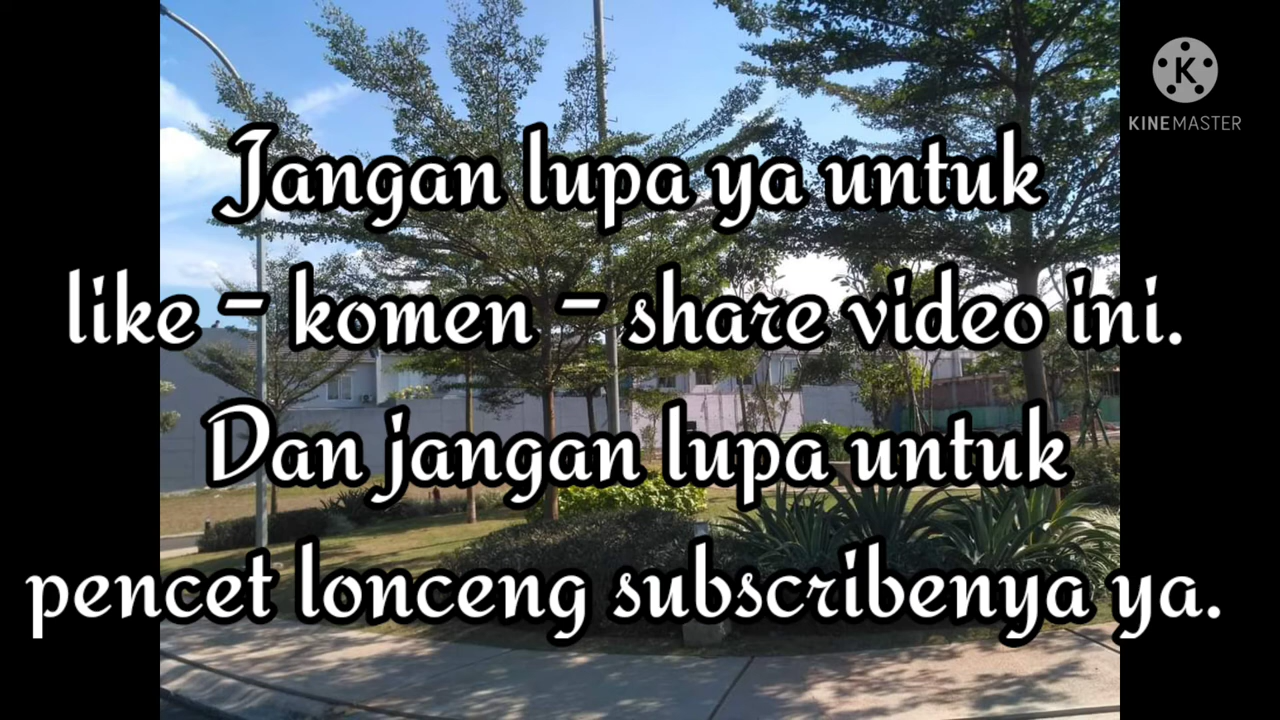 KINEMASTER
Jangan lupa ya untuk
like - komen - share video ini.
Dan jangan lupa untuk
pencet lonceng subscribenya ya.